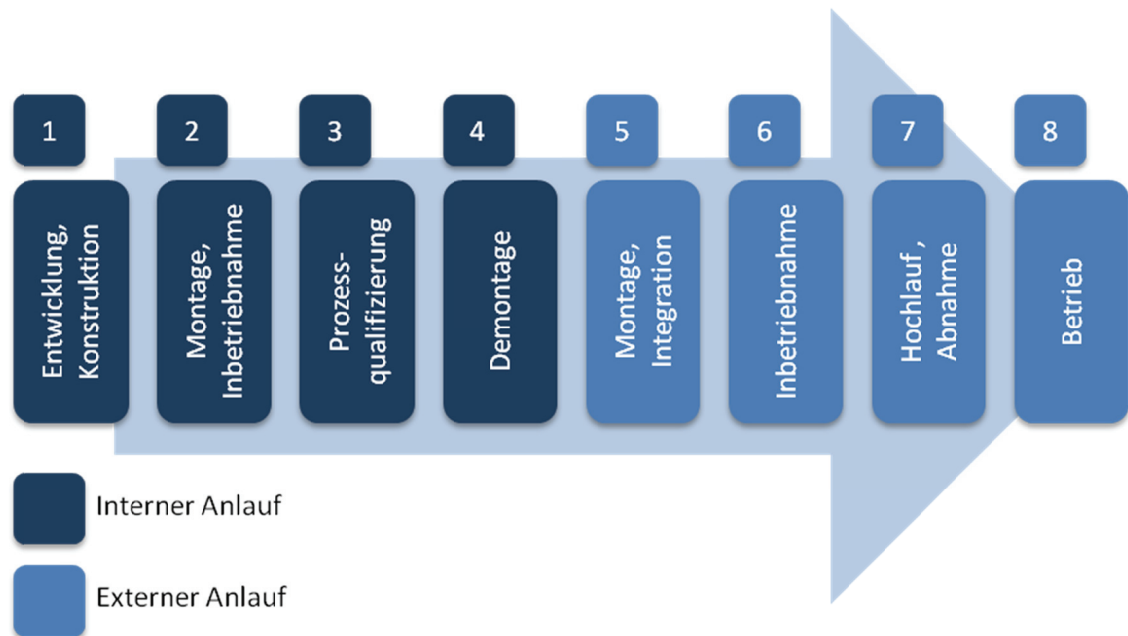 1
2
3
4
5
6
7
8
Entwicklung,
Konstruktion
Montage,
Inbetriebnahme
Prozess-
qualifizierung
Demontage
Montage,
Integration
Inbetriebnahme
Hochlauf ,
Abnahme
Betrieb
Interner Anlauf
Externer Anlauf